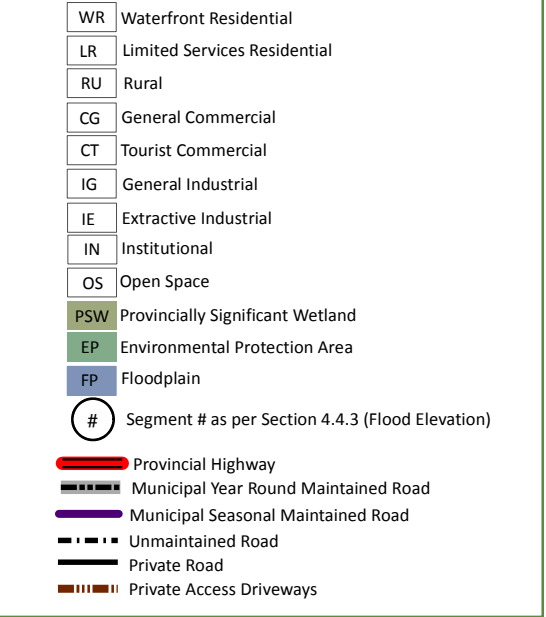 WR Waterfront Residential
LR Limited Services Residential
RU Rural
CG General Commercial
CT Tourist Commercial
IG General Industrial
IE Extractive Industrial
IN Institutional
OS Open Space
PSW Provincially Significant Wetland
EP Environmental Protection Area
FP Floodplain
# Segment # as per Section 4.4.3 (Flood Elevation)
Provincial Highway
Municipal Year Round Maintained Road
Municipal Seasonal Maintained Road
Unmaintained Road
Private Road
Private Access Driveways